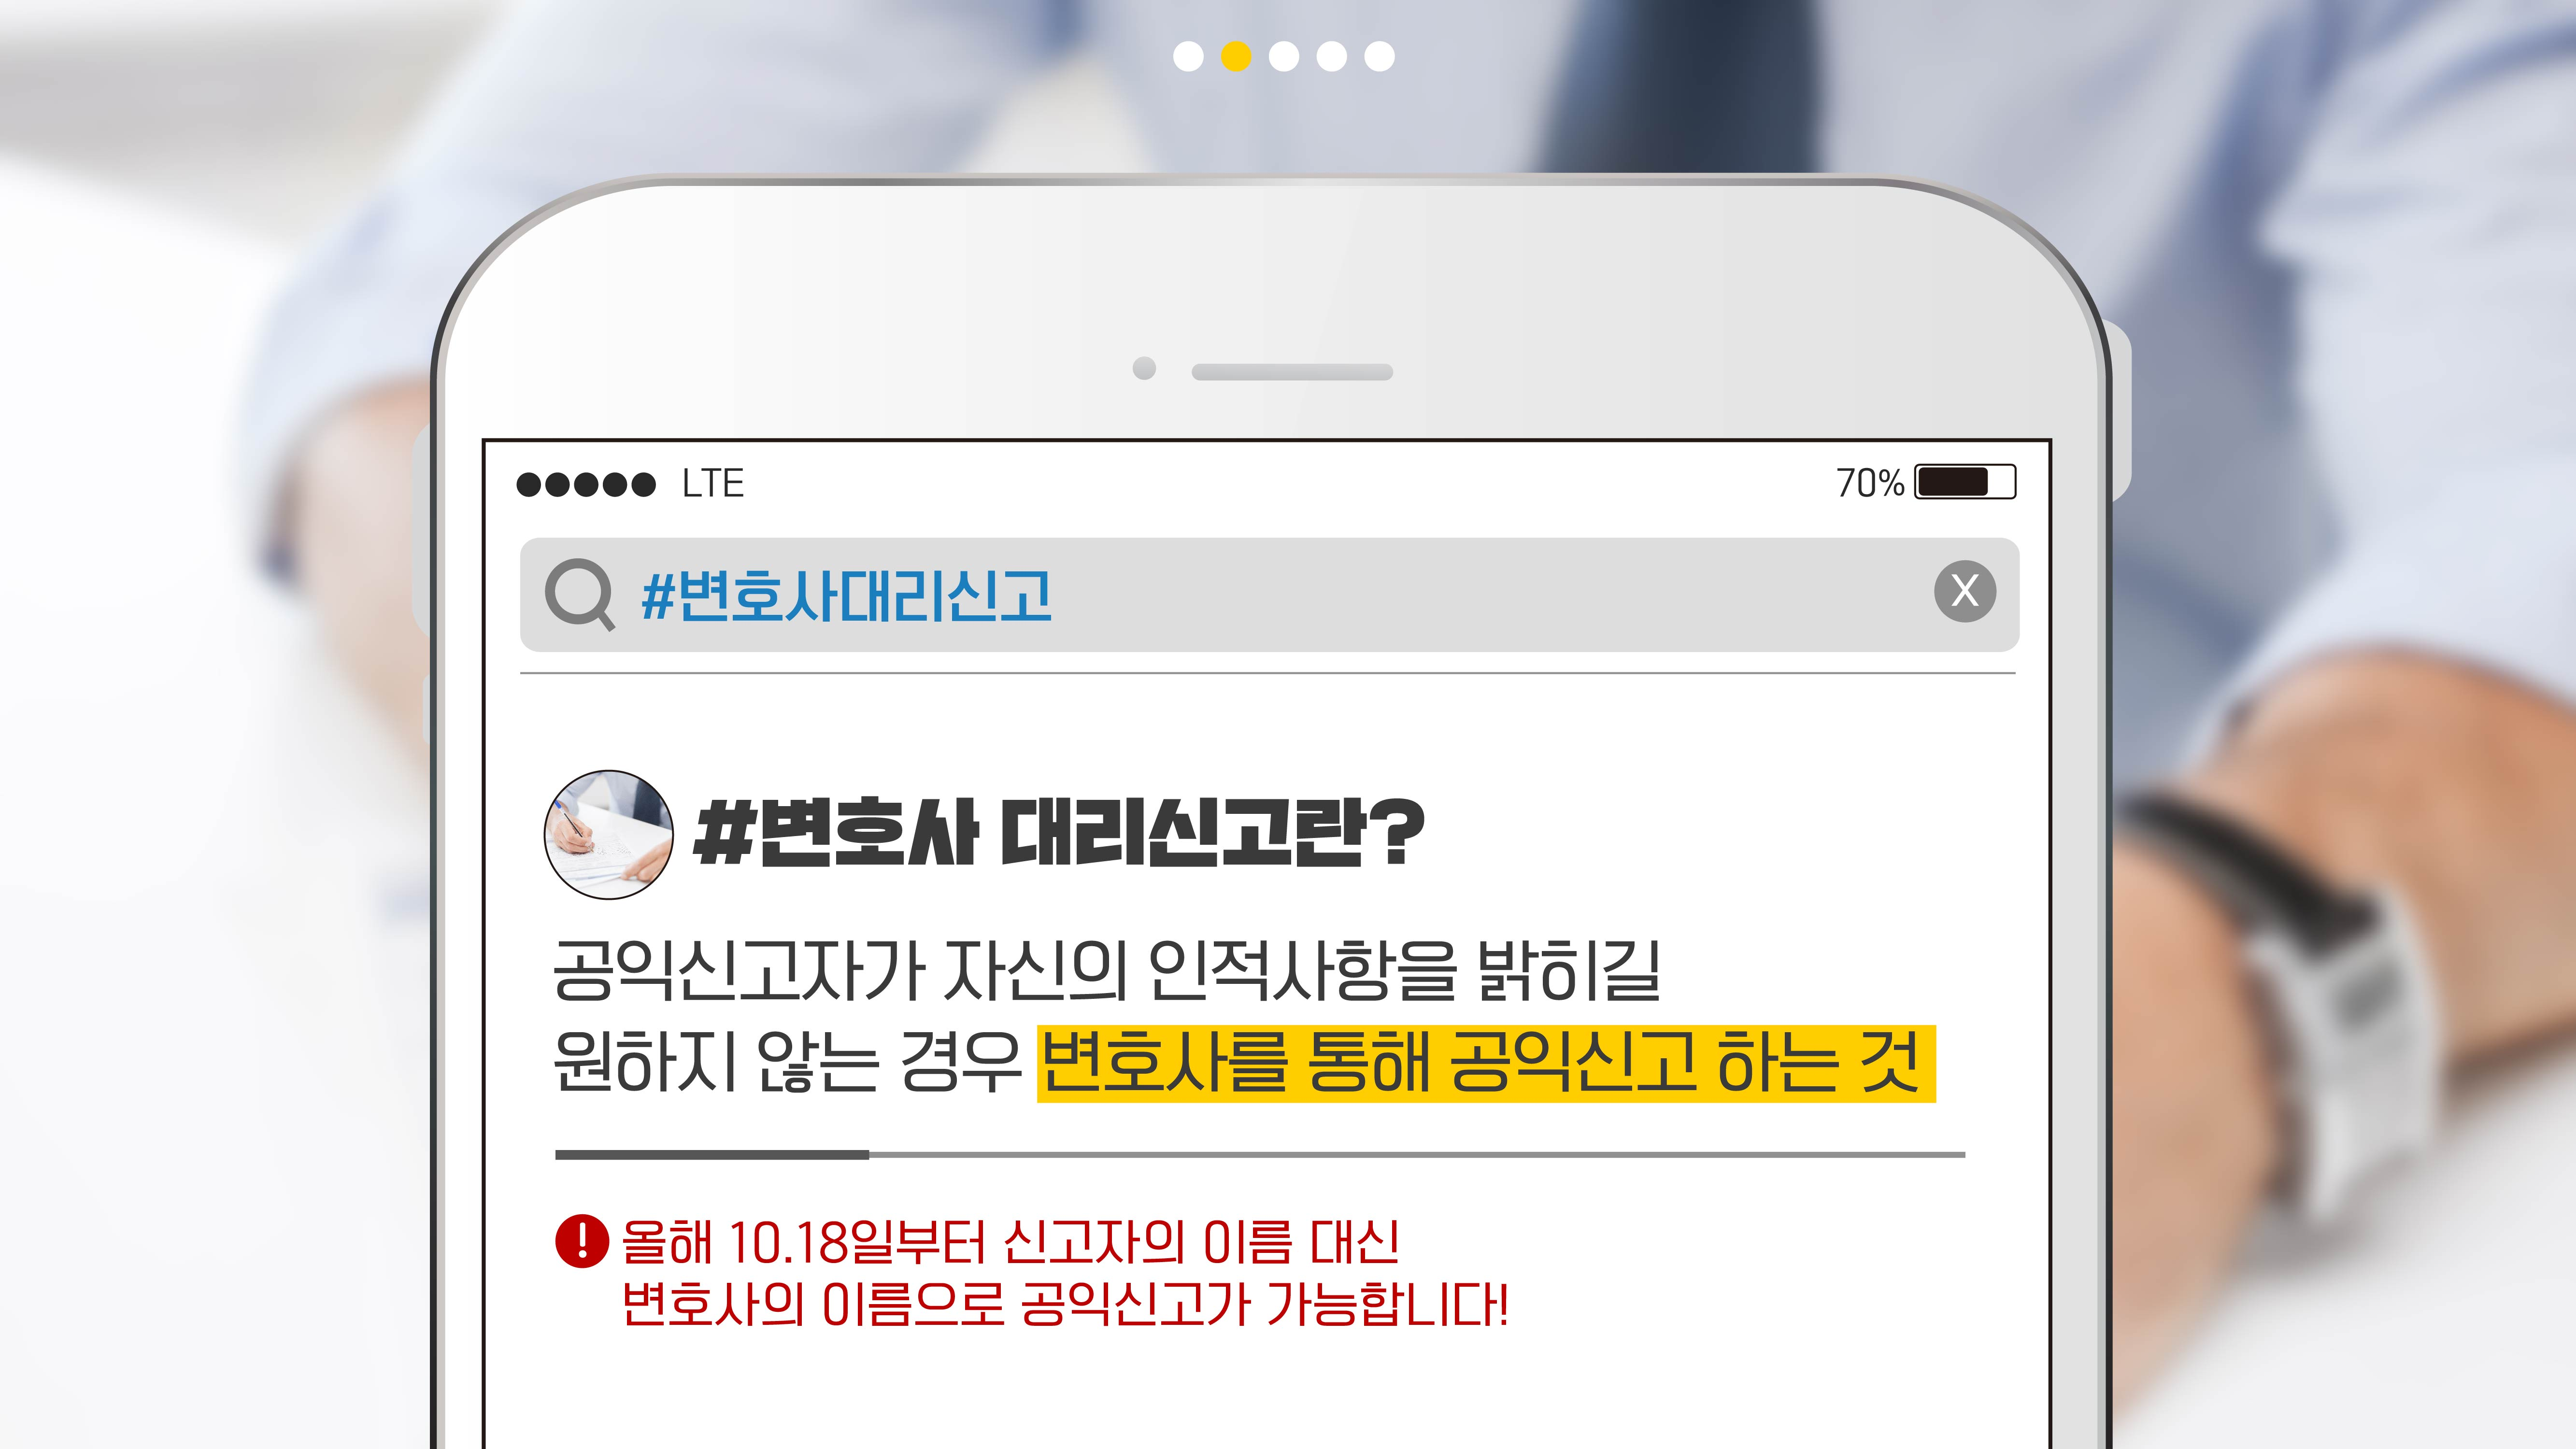 LTE
70%
#변호사대리신고
X
#변호사 대리신고란?
공익신고자가 자신의 인적사항을 밝히길
원하지 않는 경우 변호사를 통해 공익신고 하는 것
! 올해 10.18일부터 신고자의 이름 대신
변호사의 이름으로 공익신고가 가능합니다!